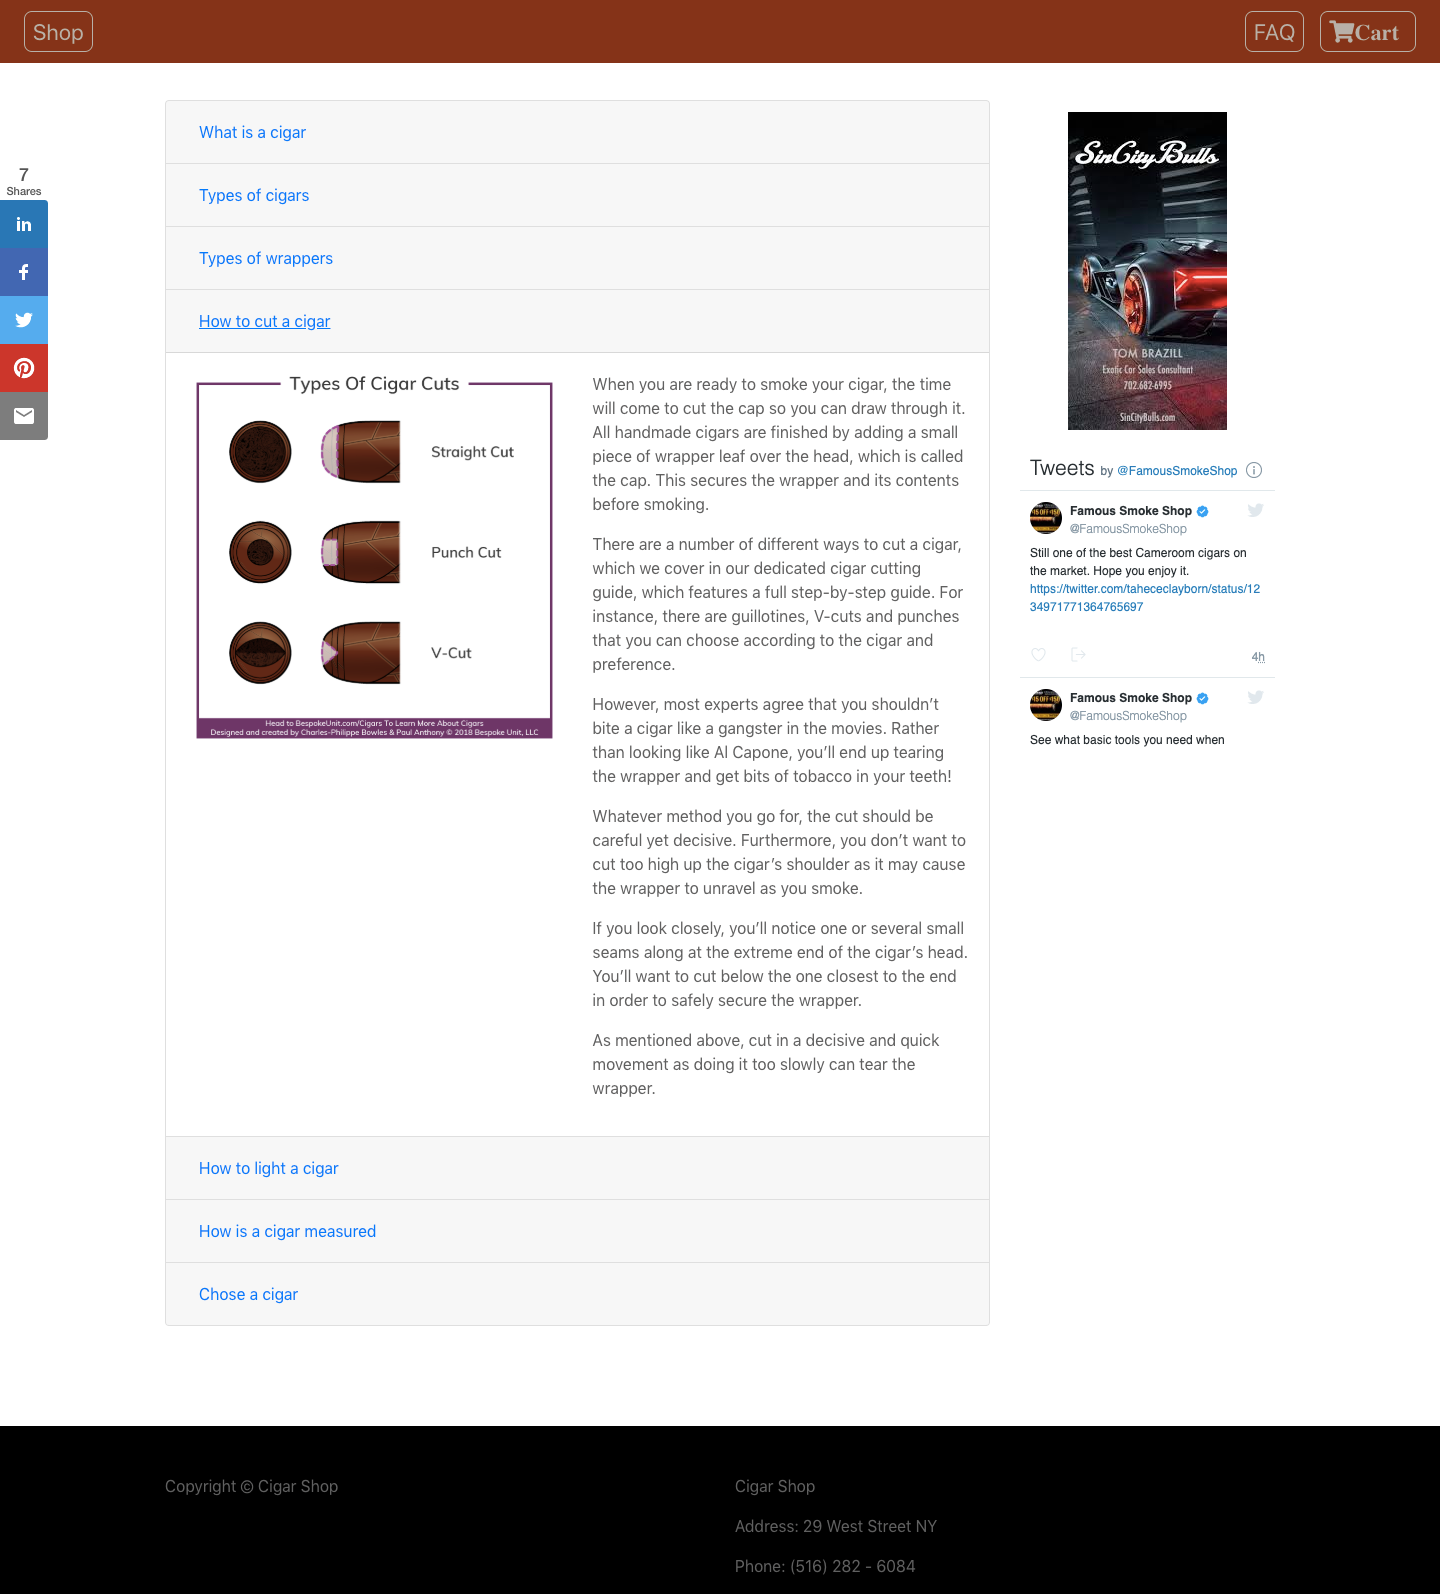 Shop
FAQ
Cart
7
Shares
What is a cigar
Types of cigars
Types of wrappers
How to cut a cigar
Types Of Cigar Cuts
Straight Cut
Punch Cut
V-Cut
Head to BespokeUnit.com/Cigars To Learn More About Cigars
Designed and created by Charles-Philippe Bowles & Paul Anthony © 2018 Bespoke Unit, LLC
When you are ready to smoke your cigar, the time
will come to cut the cap so you can draw through it.
All handmade cigars are finished by adding a small
piece of wrapper leaf over the head, which is called
the cap. This secures the wrapper and its contents
before smoking.
There are a number of different ways to cut a cigar,
which we cover in our dedicated cigar cutting
guide, which features a full step-by-step guide. For
instance, there are guillotines, V-cuts and punches
that you can choose according to the cigar and
preference.
However, most experts agree that you shouldn't
bite a cigar like a gangster in the movies. Rather
than looking like Al Capone, you'll end up tearing
the wrapper and get bits of tobacco in your teeth!
Whatever method you go for, the cut should be
careful yet decisive. Furthermore, you don't want to
cut too high up the cigar's shoulder as it may cause
the wrapper to unravel as you smoke.
If you look closely, you'll notice one or several small
seams along at the extreme end of the cigar's head.
You'll want to cut below the one closest to the end
in order to safely secure the wrapper.
As mentioned above, cut in a decisive and quick
movement as doing it too slowly can tear the
wrapper.
How to light a cigar
How is a cigar measured
Chose a cigar
SinCityBulls
TOM BRAZILL
Exotic Car Sales Consultant
702.682-6995
SinCityBulls.com
Tweets by @FamousSmokeShop
Famous Smoke Shop
@FamousSmokeShop
Still one of the best Cameroom cigars on
the market. Hope you enjoy it.
https://twitter.com/tahececlayborn/status/12
34971771364765697
4h
Famous Smoke Shop
@FamousSmokeShop
See what basic tools you need when
Copyright © Cigar Shop
Cigar Shop
Address: 29 West Street NY
Phone: (516) 282 - 6084